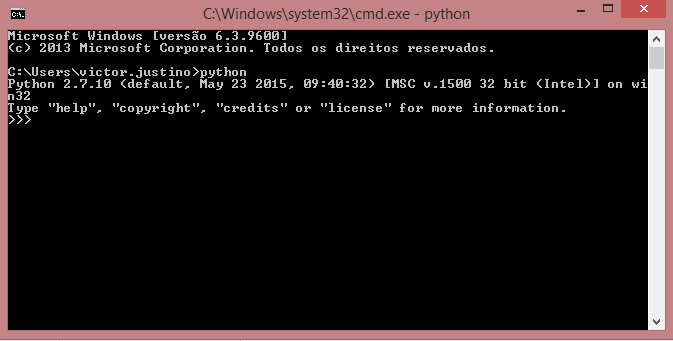 C:\Windows\system32\cmd.exe - python
Microsoft Windows [versão 6.3.9600]
(c) 2013 Microsoft Corporation. Todos os direitos reservados.
C:\Users\victor.justino>python
Python 2.7.10 (default, May 23 2015, 09:40:32) [MSC v.1500 32 bit (Intel)] on wi
n32
Type "help", "copyright", "credits" or "license" for more information.
>>>